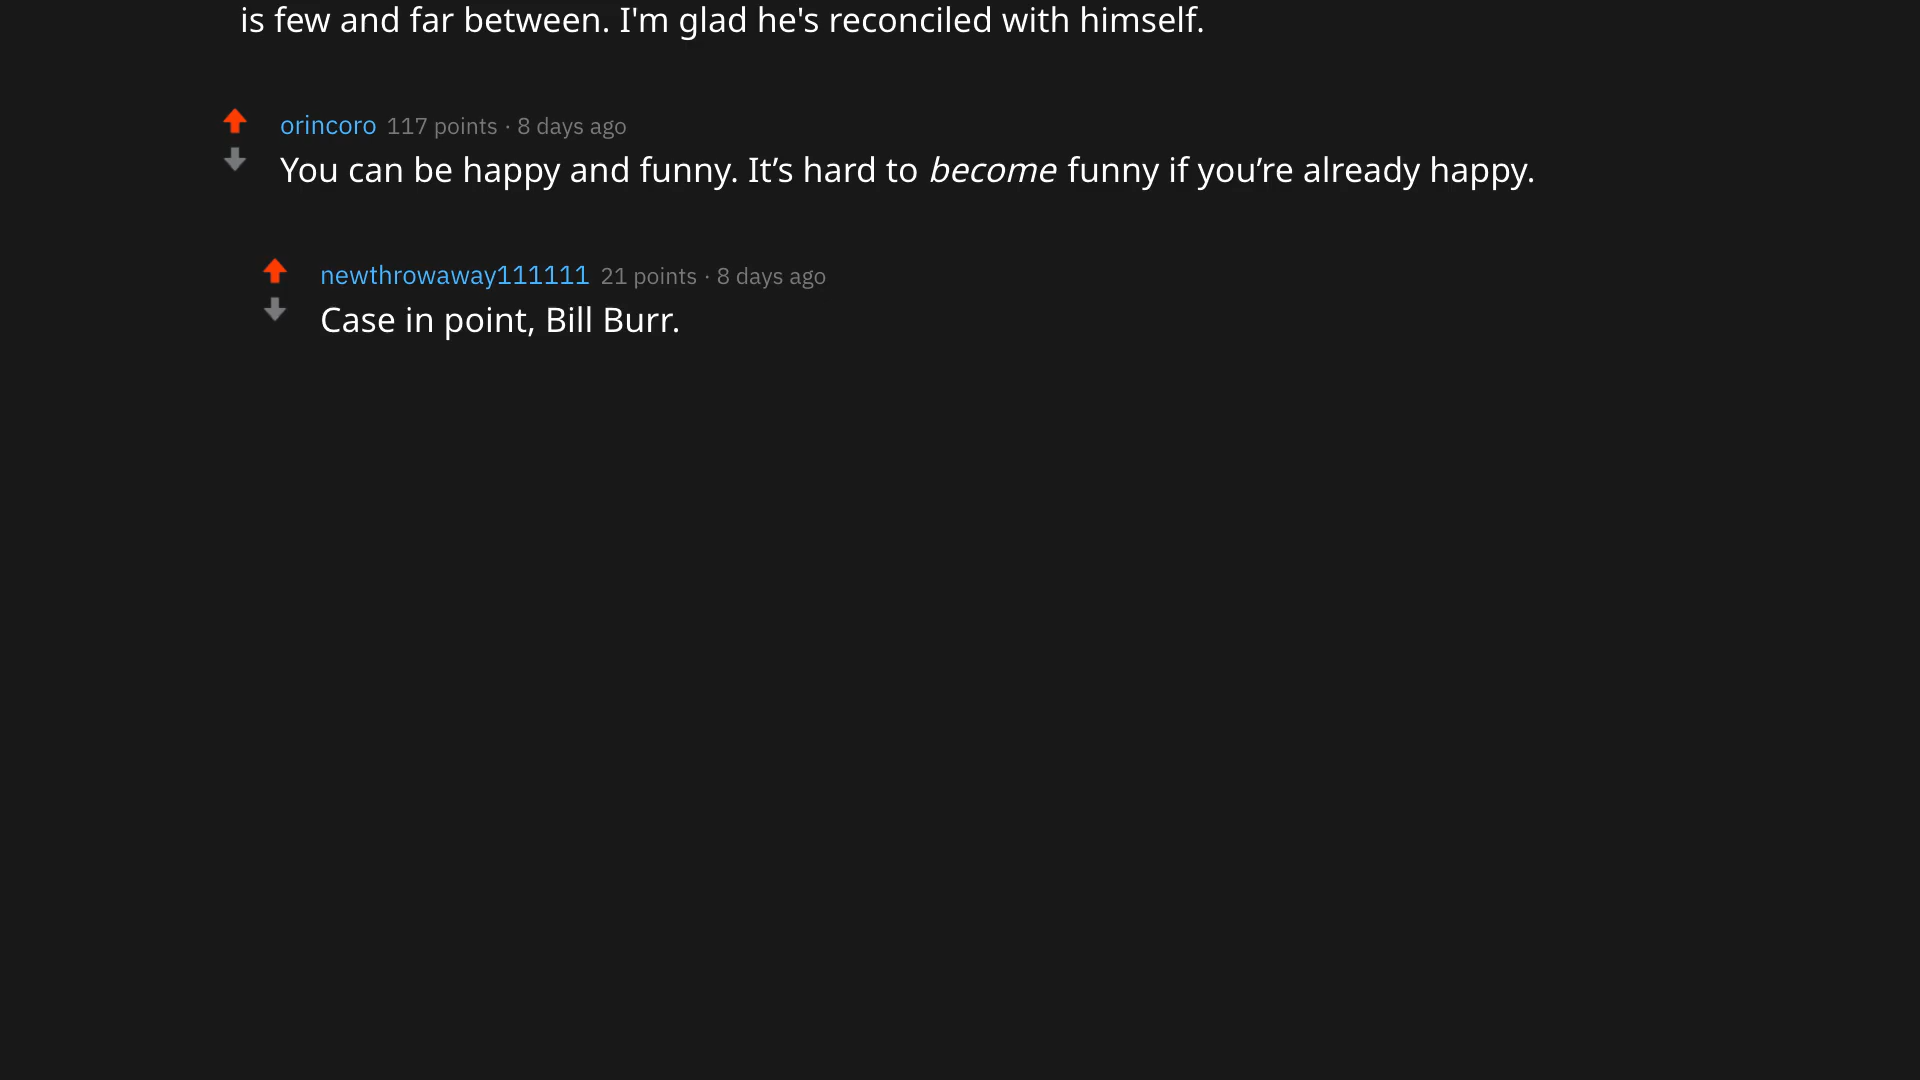 is few and far between. I'm glad he's reconciled with himself.
orincoro 117 points · 8 days ago
You can be happy and funny. It’s hard to become funny if you’re already happy.
newthrowaway111111 21 points · 8 days ago
Case in point, Bill Burr.